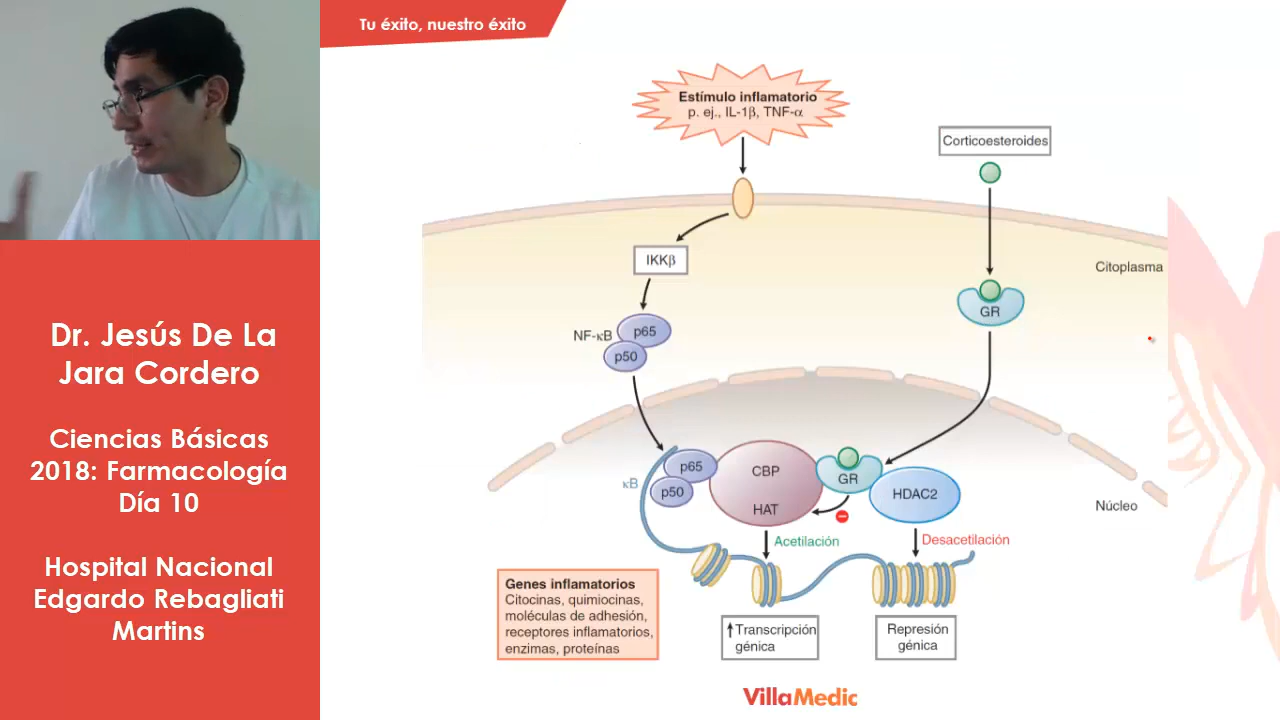 Tu éxito, nuestro éxito
Dr. Jesús De La
Jara Cordero
Ciencias Básicas
2018: Farmacología
Día 10
Hospital Nacional
Edgardo Rebagliati
Martins
Estímulo inflamatorio
p. ej., IL-1β, TNF-α
Corticoesteroides
Citoplasma
IKKβ
GR
NF-κB
p65
p50
κB
p65
p50
CBP
HAT
GR
HDAC2
Núcleo
Acetilación
Desacetilación
Genes inflamatorios
Citocinas, quimiocinas,
moléculas de adhesión,
receptores inflamatorios,
enzimas, proteínas
↑Transcripción
génica
Represión
génica
VillaMedic